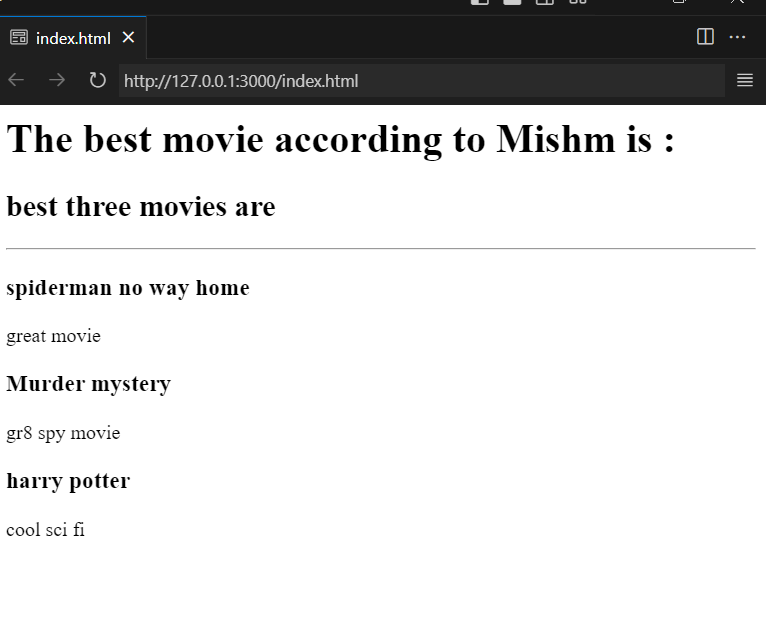 index.html
http://127.0.0.1:3000/index.html
The best movie according to Mishm is :
best three movies are
spiderman no way home
great movie
Murder mystery
gr8 spy movie
harry potter
cool sci fi